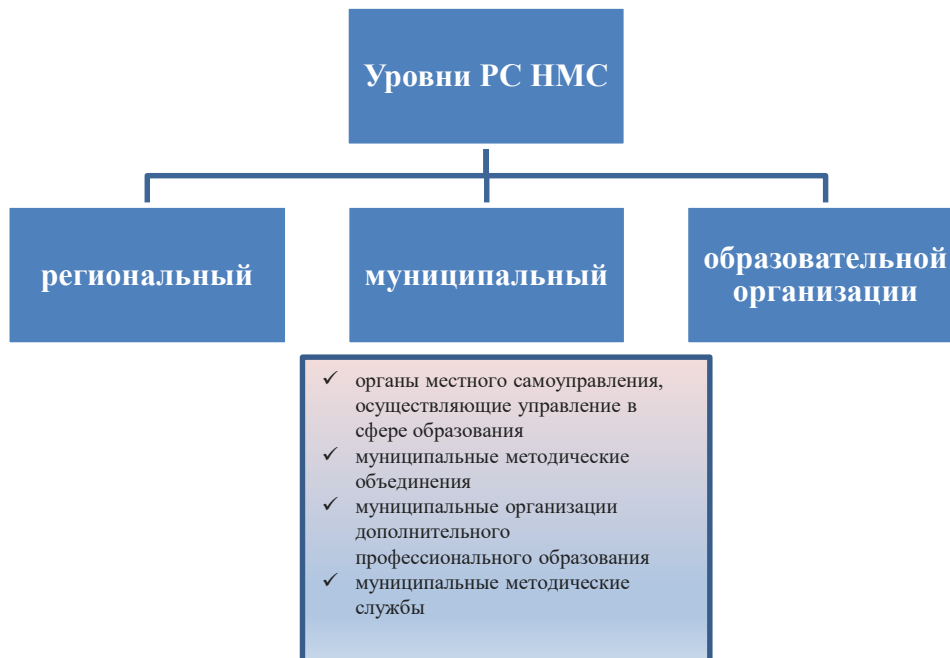 Уровни РС НМС
региональный
муниципальный
образовательной
организации
✓ органы местного самоуправления,
осуществляющие управление в
сфере образования
✓ муниципальные методические
объединения
✓ муниципальные организации
дополнительного
профессионального образования
✓ муниципальные методические
службы